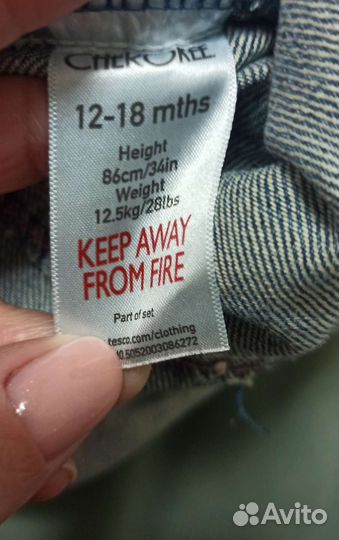 CHEROKEE
12-18 mths
Height
86cm/34in
Weight
12.5kg/28lbs
KEEP AWAY
FROM FIRE
Part of set
tesco.com/clothing
5052003086272
Avito